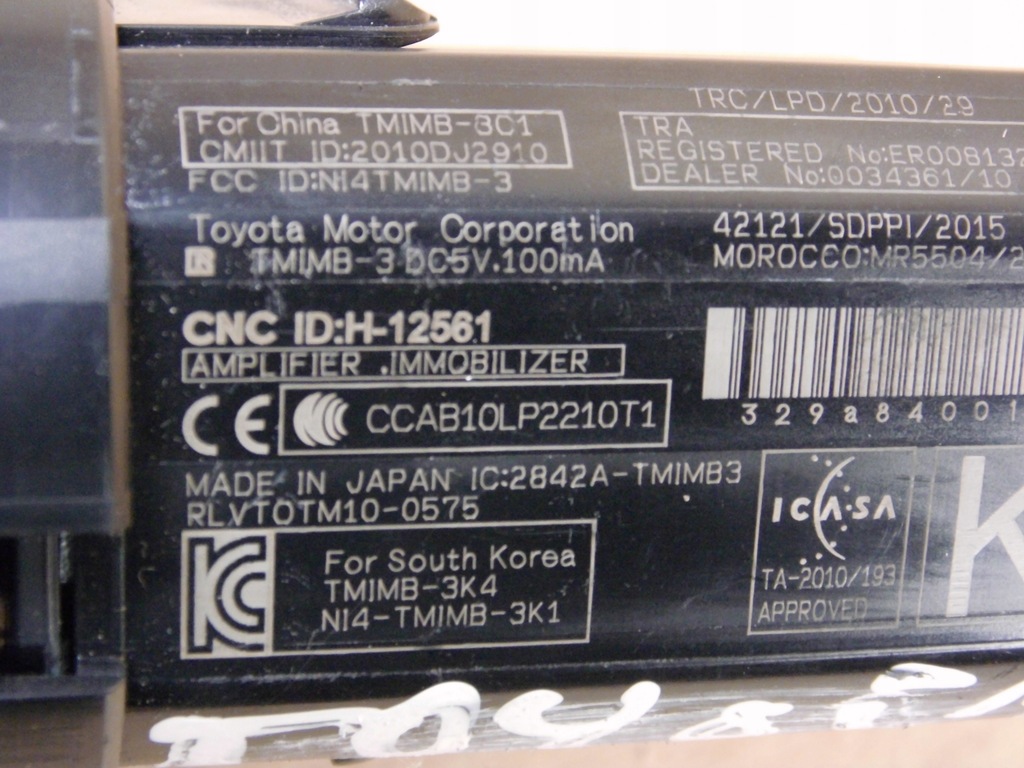 TRC/LPD/2010/29
For China TMIMB-3C1
CMIIT ID:2010DJ2910
FCC ID:NI4TMIMB-3
TRA
REGISTERED No:ER008132
DEALER No:0034361/10
Toyota Motor Corporation
R TMIMB-3 DC5V.100mA
42121/SDPPI/2015
MOROCCO:MR5504/2
CNC ID:H-12561
AMPLIFIER ,IMMOBILIZER
CE CCAB10LP2210T1
329a84001
MADE IN JAPAN IC:2842A-TMIMB3
RLVTOTM10-0575
KC
For South Korea
TMIMB-3K4
NI4-TMIMB-3K1
ICASA
TA-2010/193
APPROVED
K